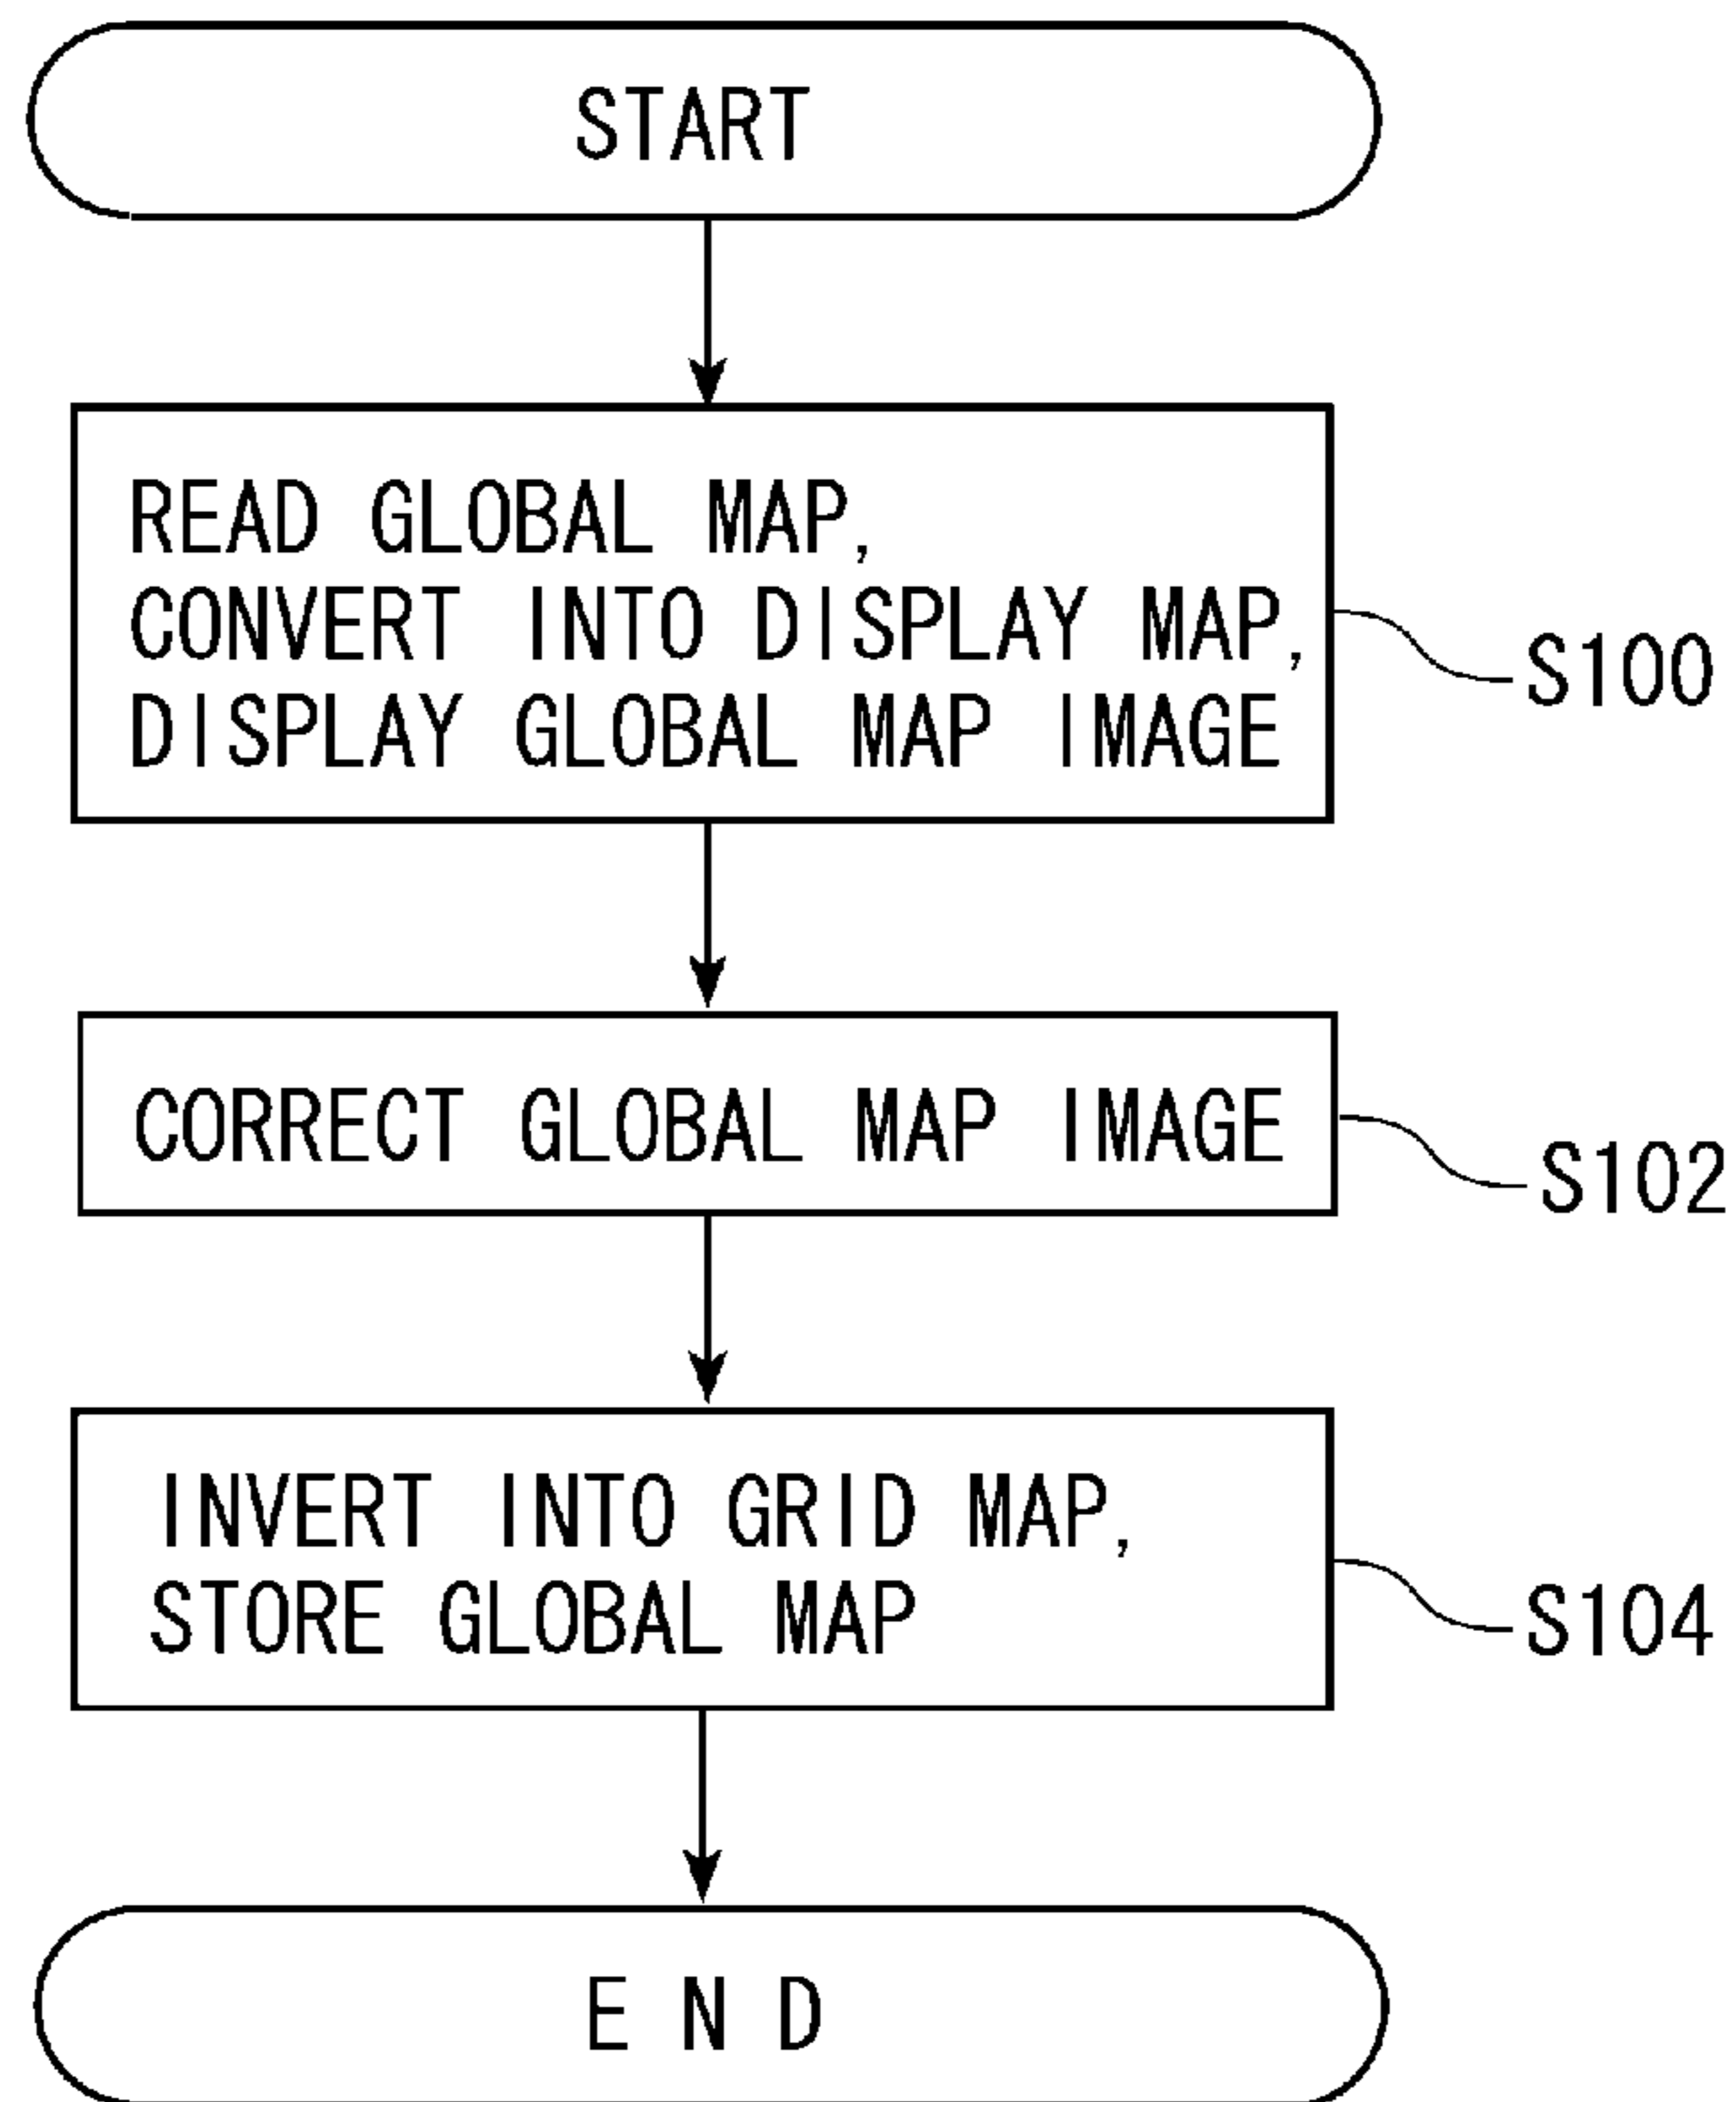 START
READ GLOBAL MAP,
CONVERT INTO DISPLAY MAP,
DISPLAY GLOBAL MAP IMAGE
S100
CORRECT GLOBAL MAP IMAGE
S102
INVERT INTO GRID MAP,
STORE GLOBAL MAP
S104
END